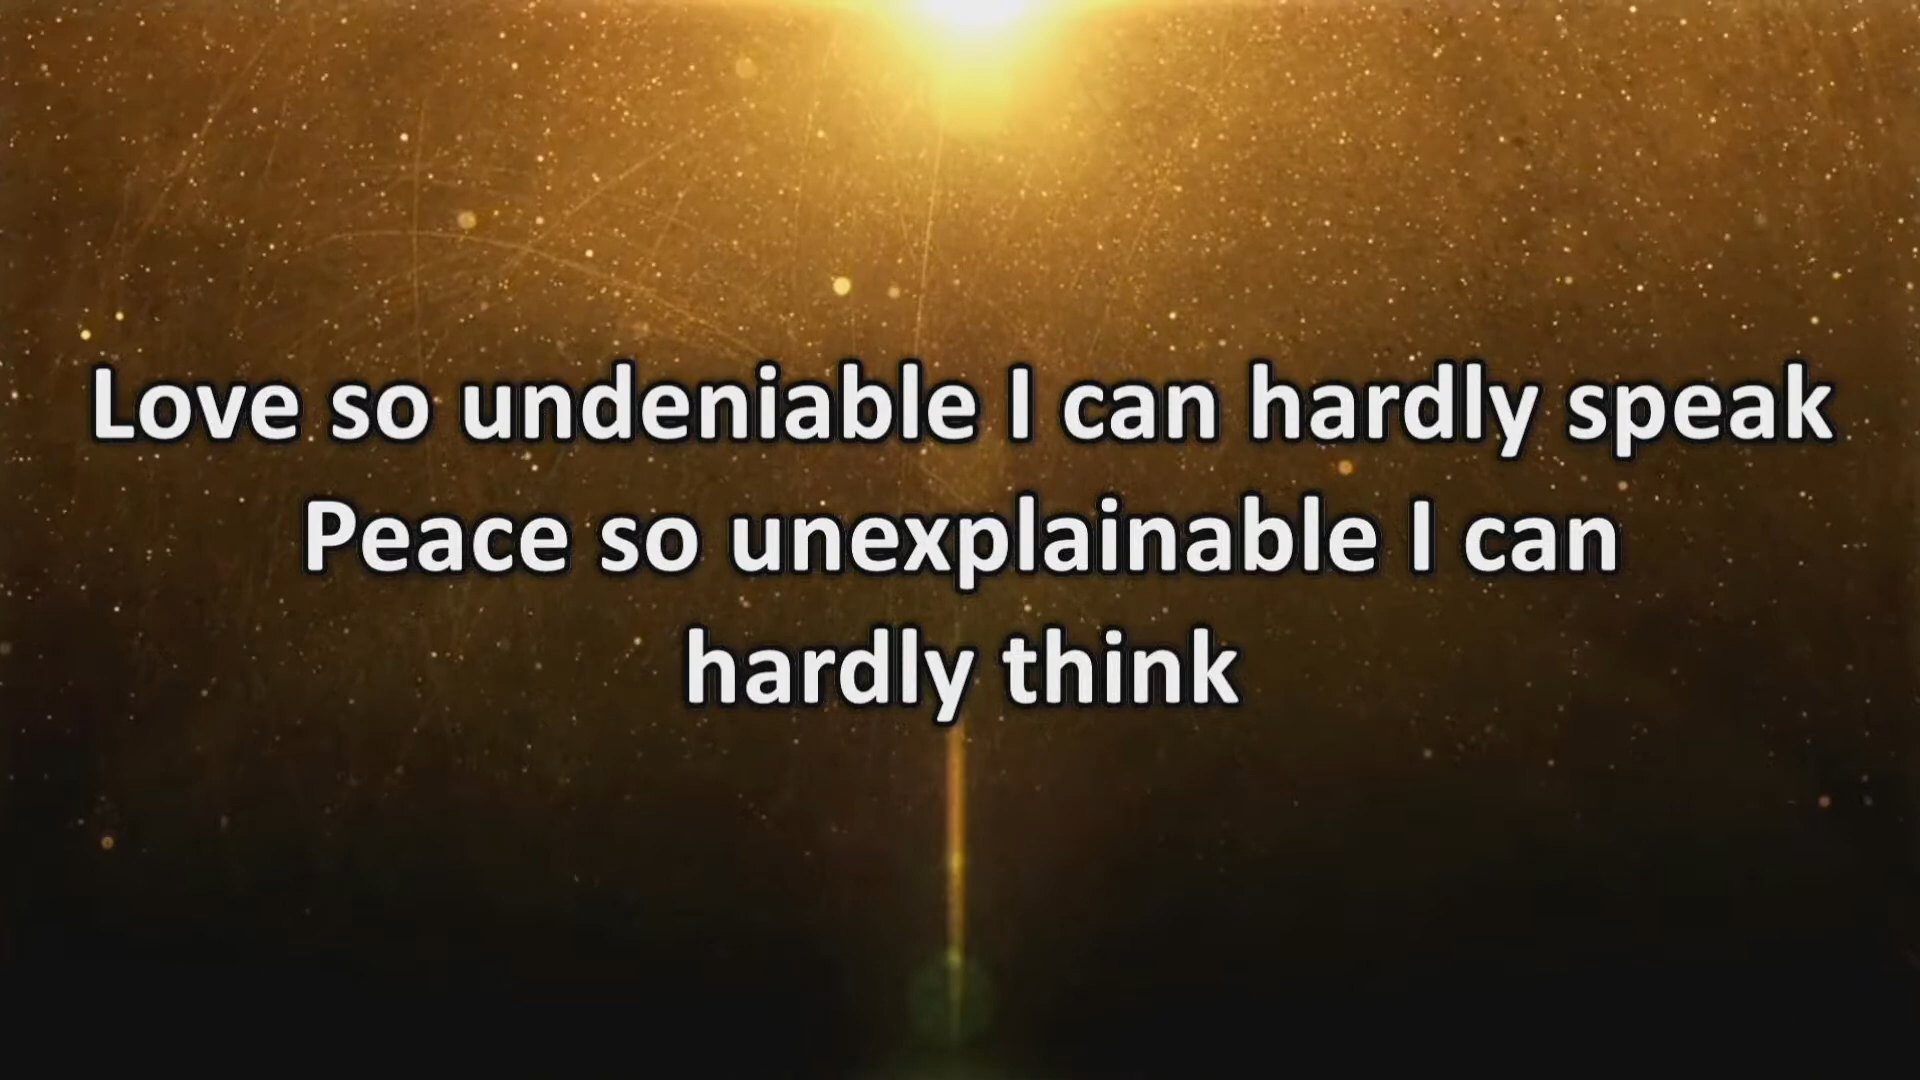 Love so undeniable I can hardly speak
Peace so unexplainable I can
hardly think